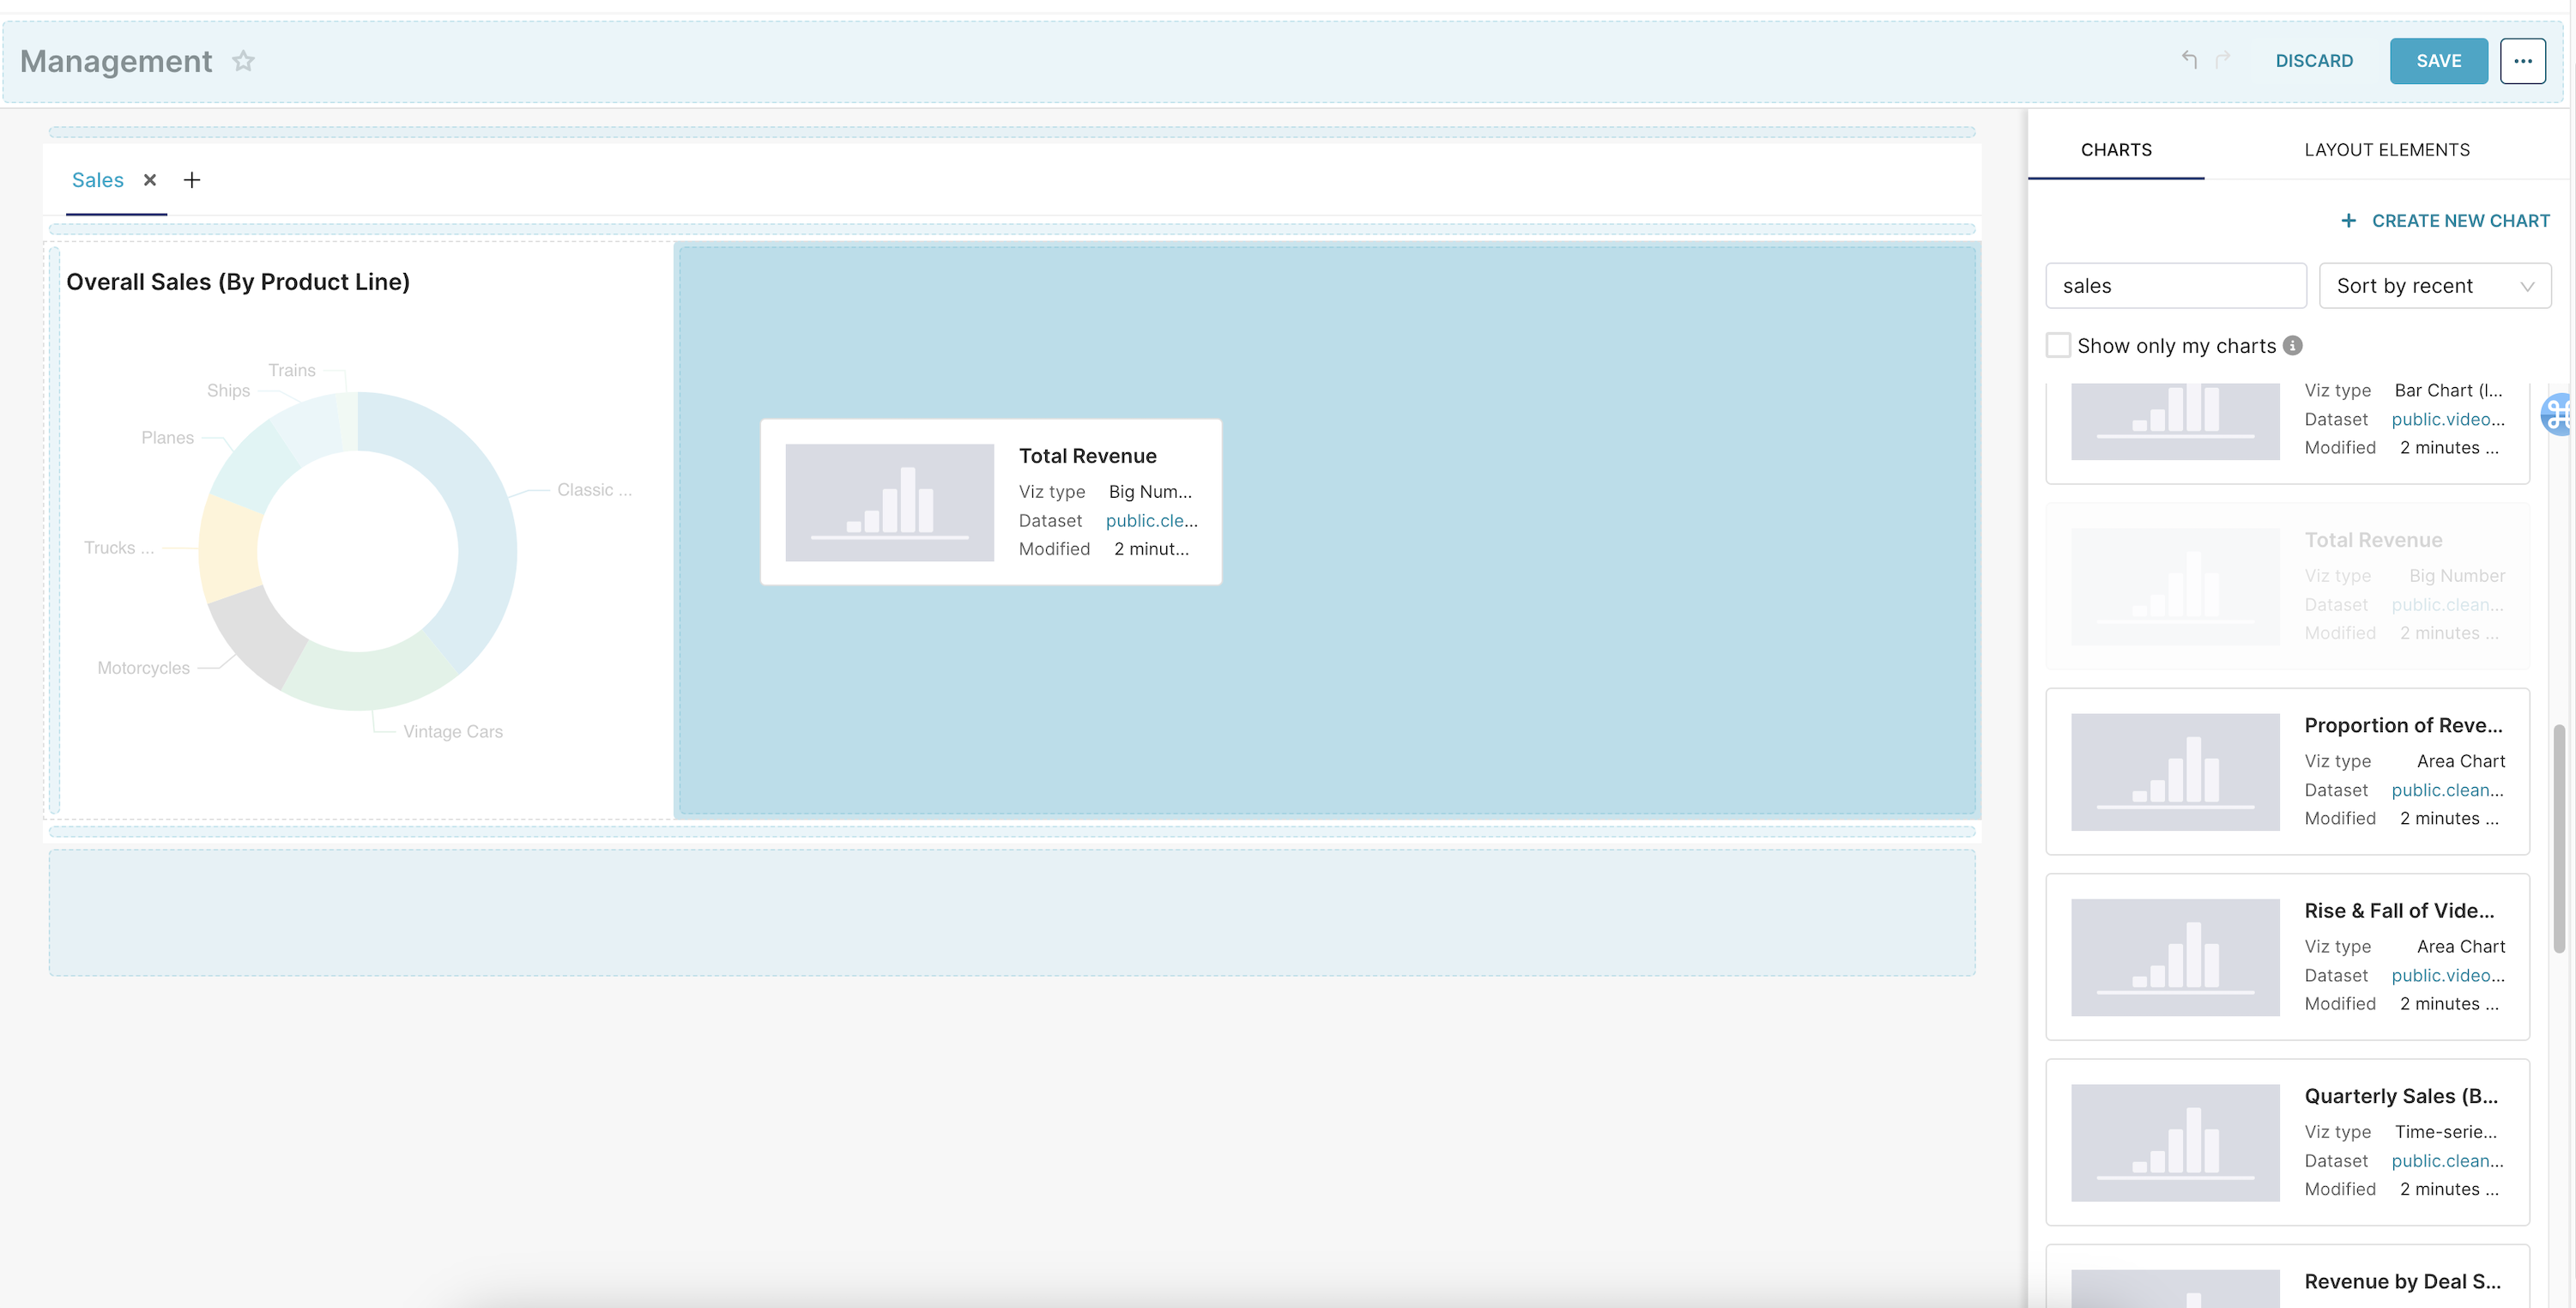 Management
DISCARD
SAVE
Sales
Overall Sales (By Product Line)
Trains
Ships
Planes
Classic ...
Trucks ...
Motorcycles
Vintage Cars
Total Revenue
Viz type Big Num...
Dataset public.cle...
Modified 2 minut...
CHARTS
LAYOUT ELEMENTS
+ CREATE NEW CHART
sales
Sort by recent
Show only my charts
Viz type Bar Chart (l...
Dataset public.video...
Modified 2 minutes ...
Total Revenue
Viz type Big Number
Dataset public.clean...
Modified 2 minutes ...
Proportion of Reve...
Viz type Area Chart
Dataset public.clean...
Modified 2 minutes ...
Rise & Fall of Vide...
Viz type Area Chart
Dataset public.video...
Modified 2 minutes ...
Quarterly Sales (B...
Viz type Time-serie...
Dataset public.clean...
Modified 2 minutes ...
Revenue by Deal S...